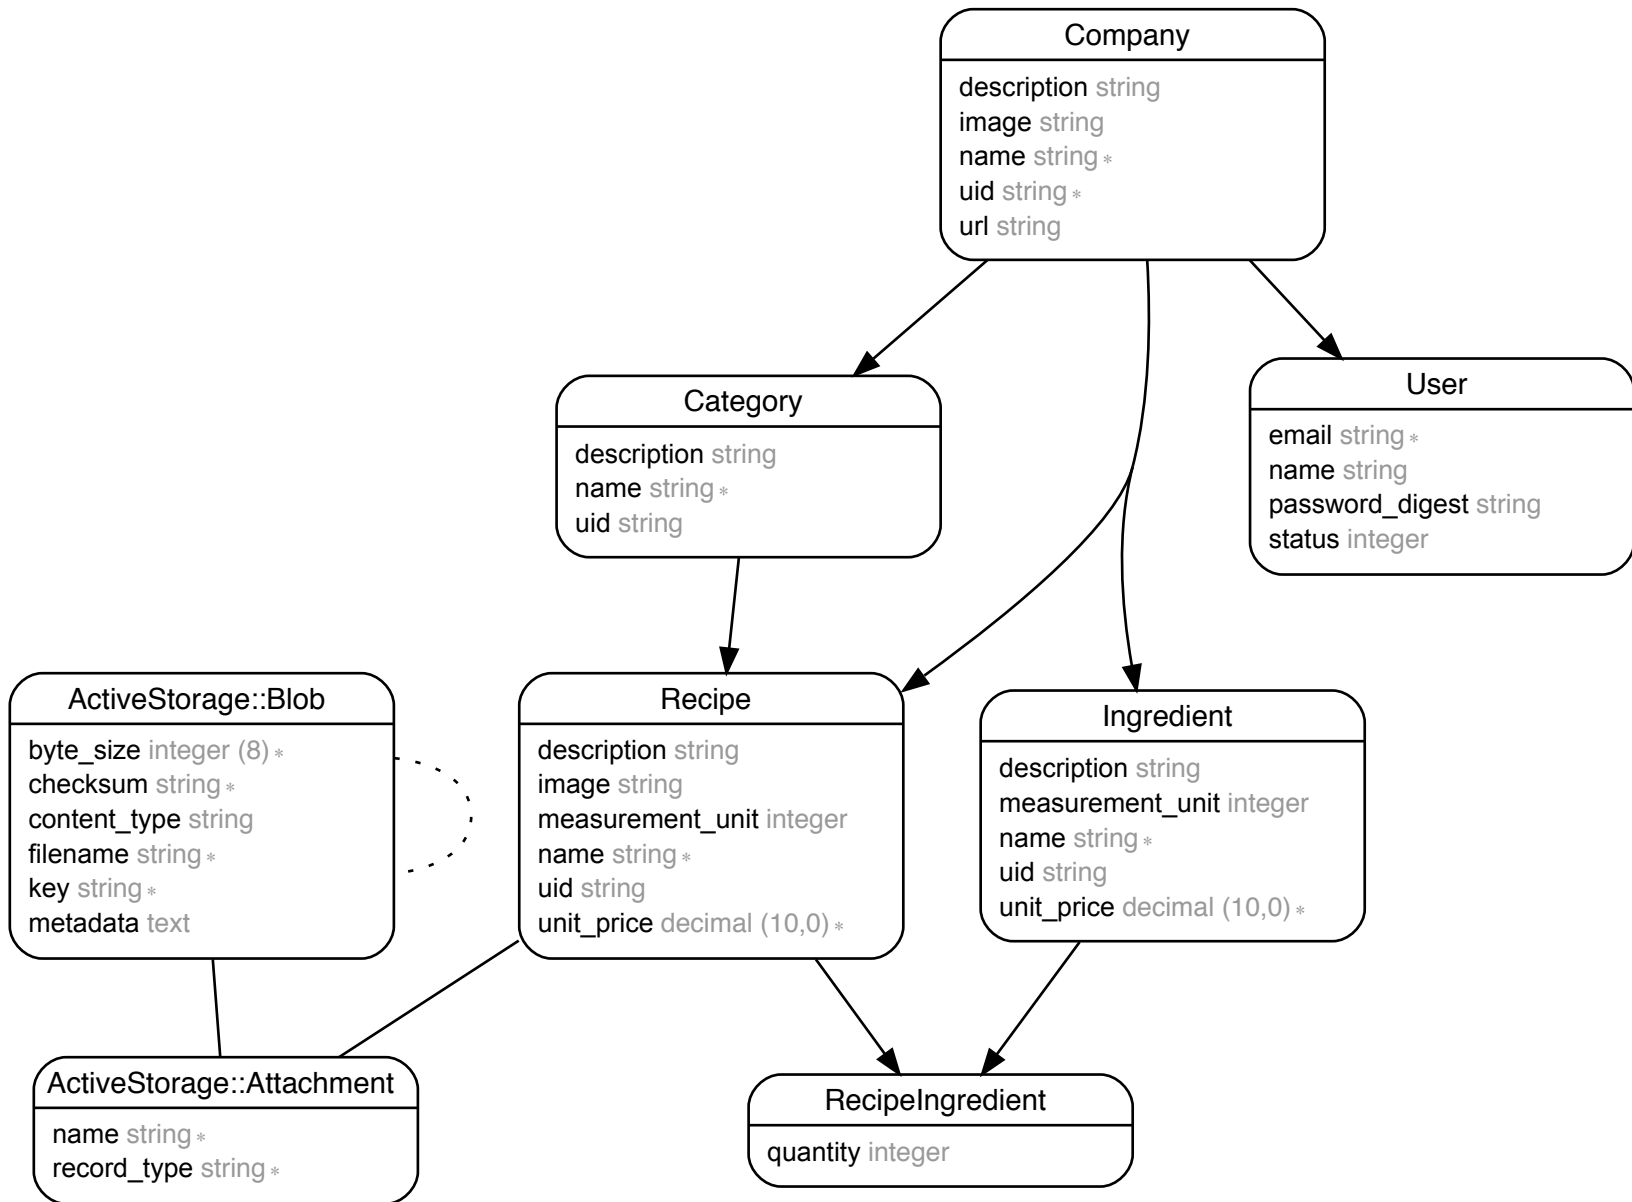 Company
description string
image string
name string *
uid string *
url string
Category
description string
name string *
uid string
User
email string *
name string
password_digest string
status integer
ActiveStorage::Blob
byte_size integer (8) *
checksum string *
content_type string
filename string *
key string *
metadata text
Recipe
description string
image string
measurement_unit integer
name string *
uid string
unit_price decimal (10,0) *
Ingredient
description string
measurement_unit integer
name string *
uid string
unit_price decimal (10,0) *
ActiveStorage::Attachment
name string *
record_type string *
RecipeIngredient
quantity integer